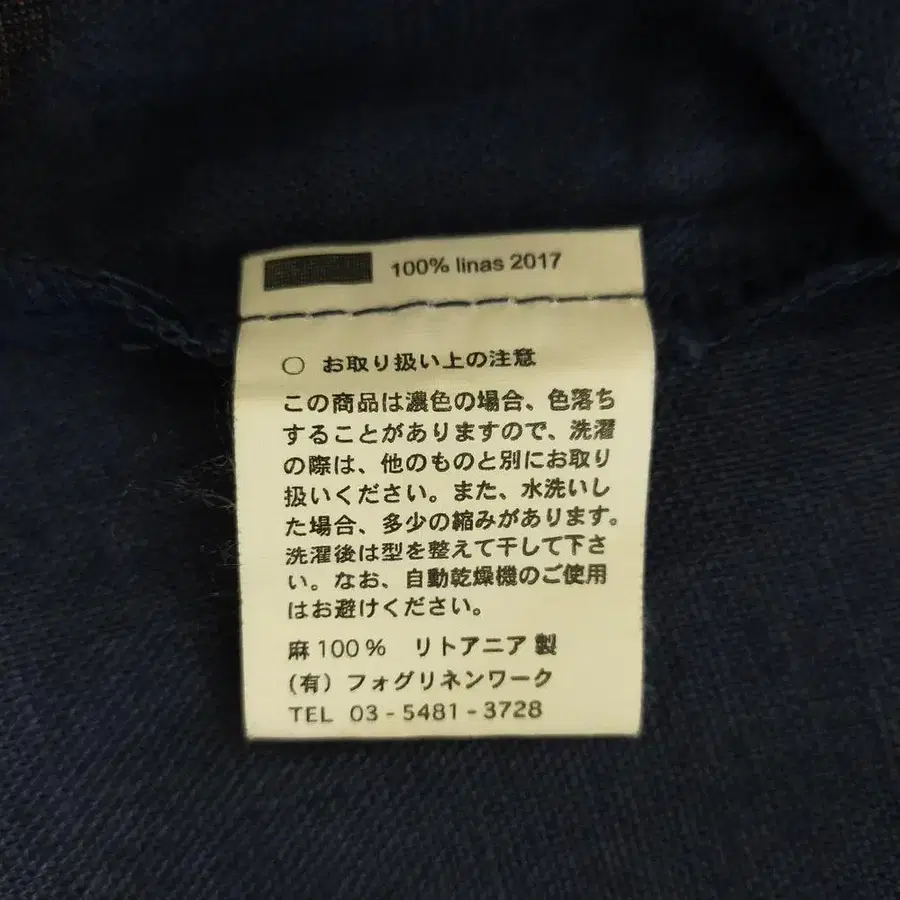 100% linas 2017
○ お取り扱い上の注意
この商品は濃色の場合、色落ち
することがありますので、洗濯
の際は、他のものと別にお取り
扱いください。また、水洗いし
た場合、多少の縮みがあります。
洗濯後は型を整えて干して下さ
い。なお、自動乾燥機のご使用
はお避けください。
麻100% リトアニア製
(有) フォグリネンワーク
TEL 03-5481-3728